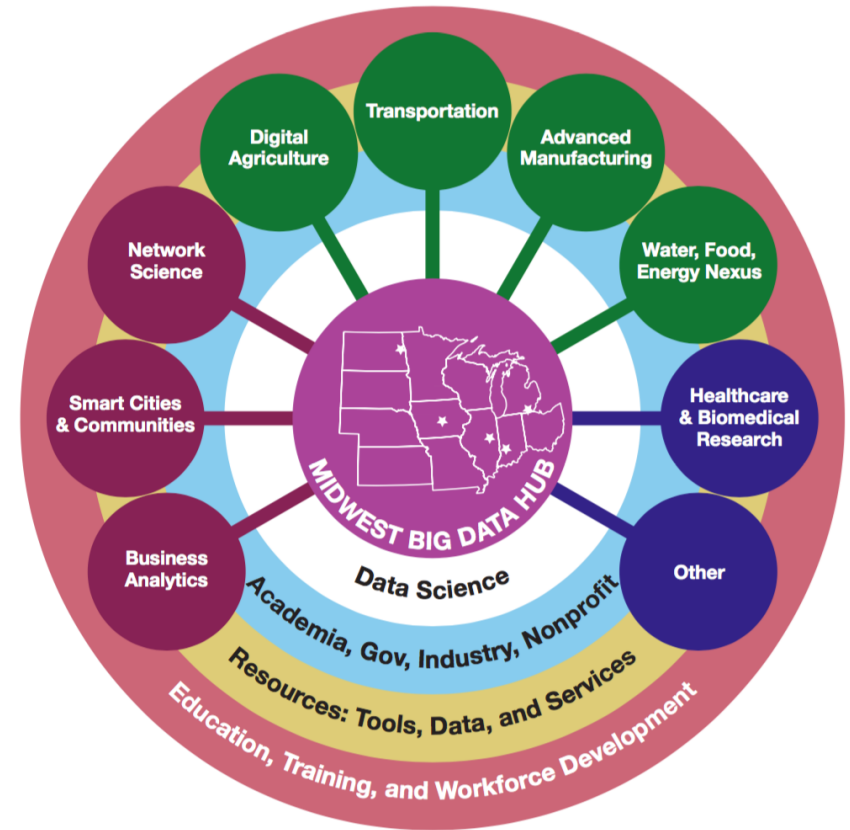 Transportation
Digital
Agriculture
Advanced
Manufacturing
Network
Science
Water, Food,
Energy Nexus
Smart Cities
& Communities
Healthcare
& Biomedical
Research
Business
Analytics
Other
MIDWEST BIG DATA HUB
Data Science
Academia, Gov, Industry, Nonprofit
Resources: Tools, Data, and Services
Education, Training, and Workforce Development